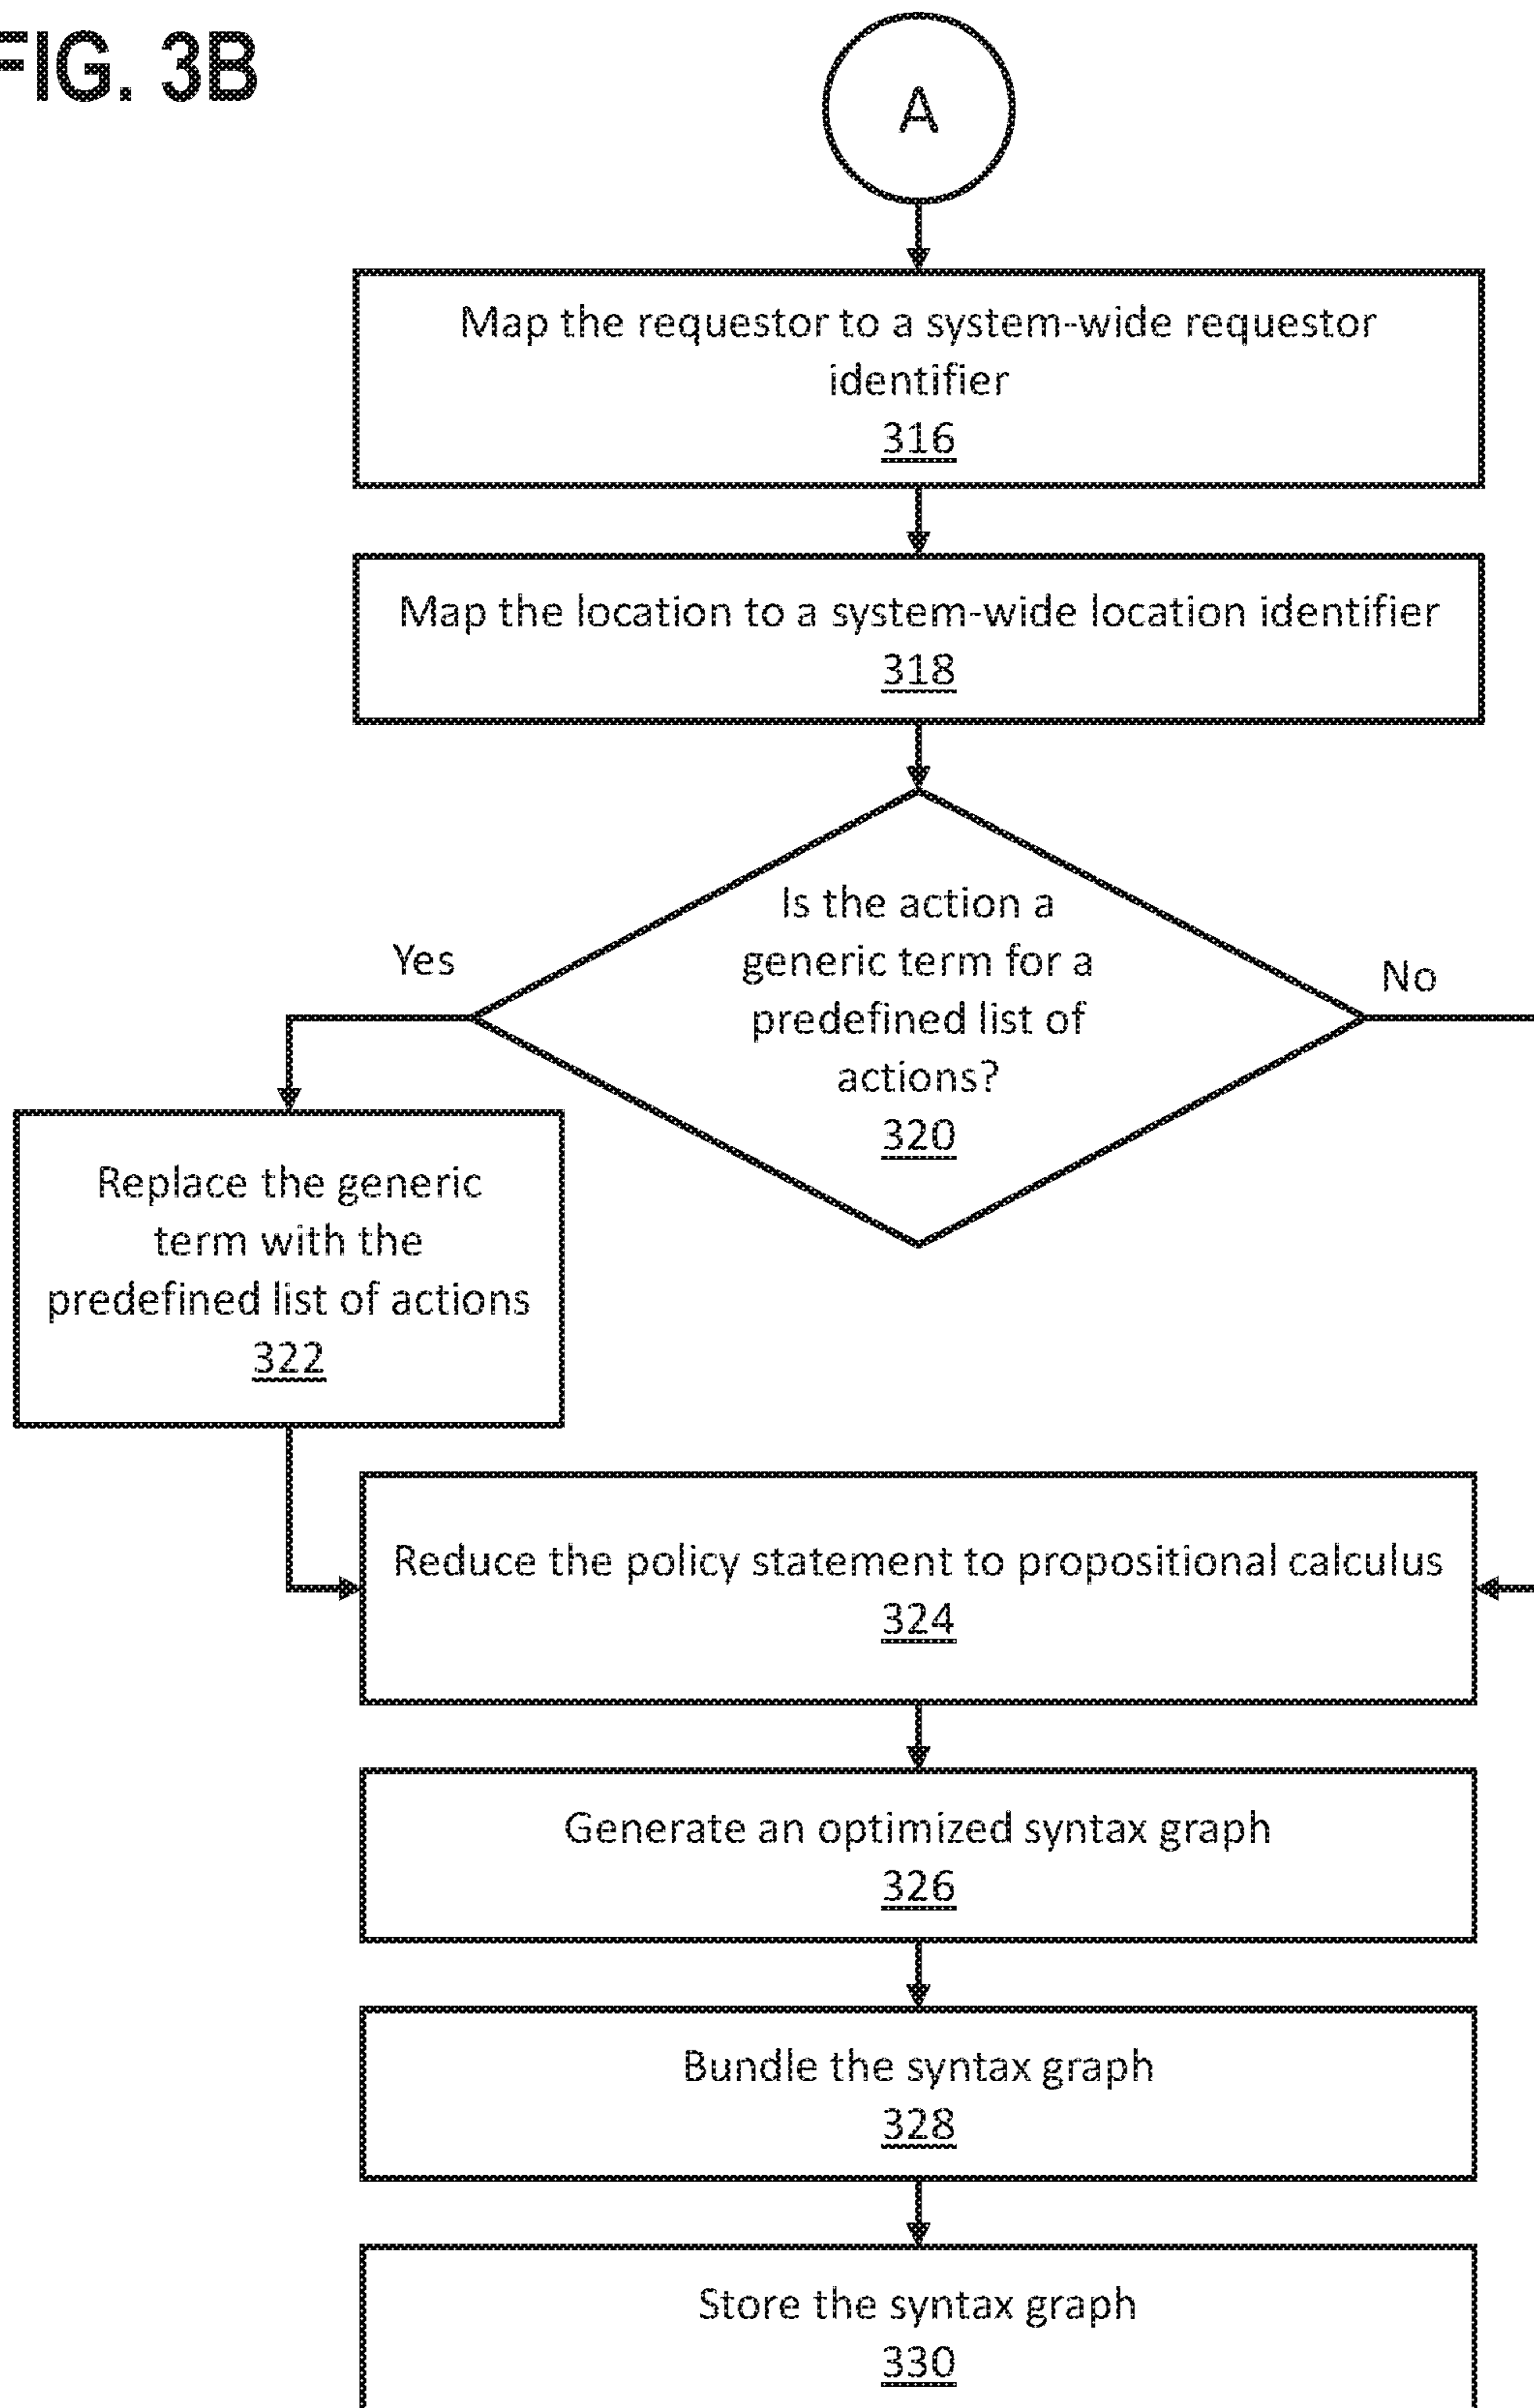 FIG. 3B
A
Map the requestor to a system-wide requestor
identifier
316
Map the location to a system-wide location identifier
318
Is the action a
generic term for a
predefined list of
actions?
320
Yes
No
Replace the generic
term with the
predefined list of actions
322
Reduce the policy statement to propositional calculus
324
Generate an optimized syntax graph
326
Bundle the syntax graph
328
Store the syntax graph
330